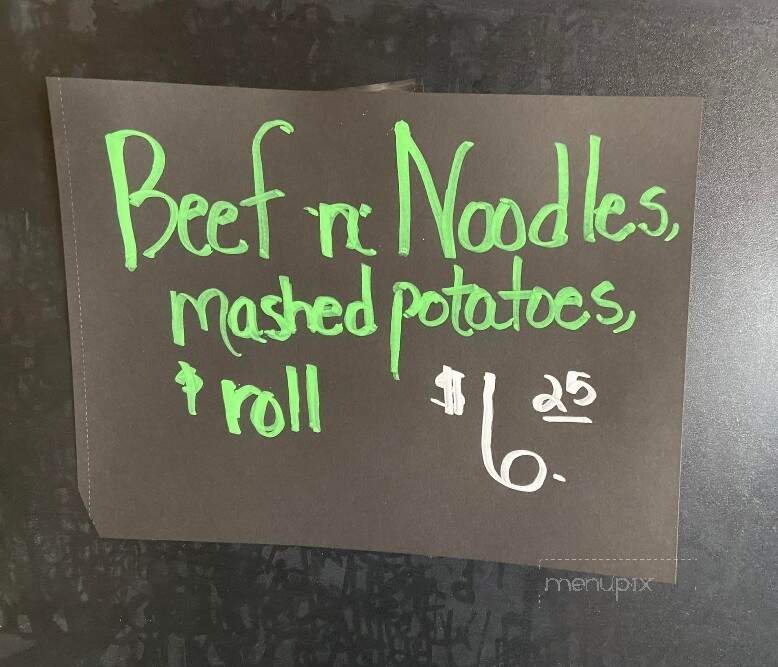 Beef 'n' Noodles,
mashed potatoes,
& roll $6.25
menupix